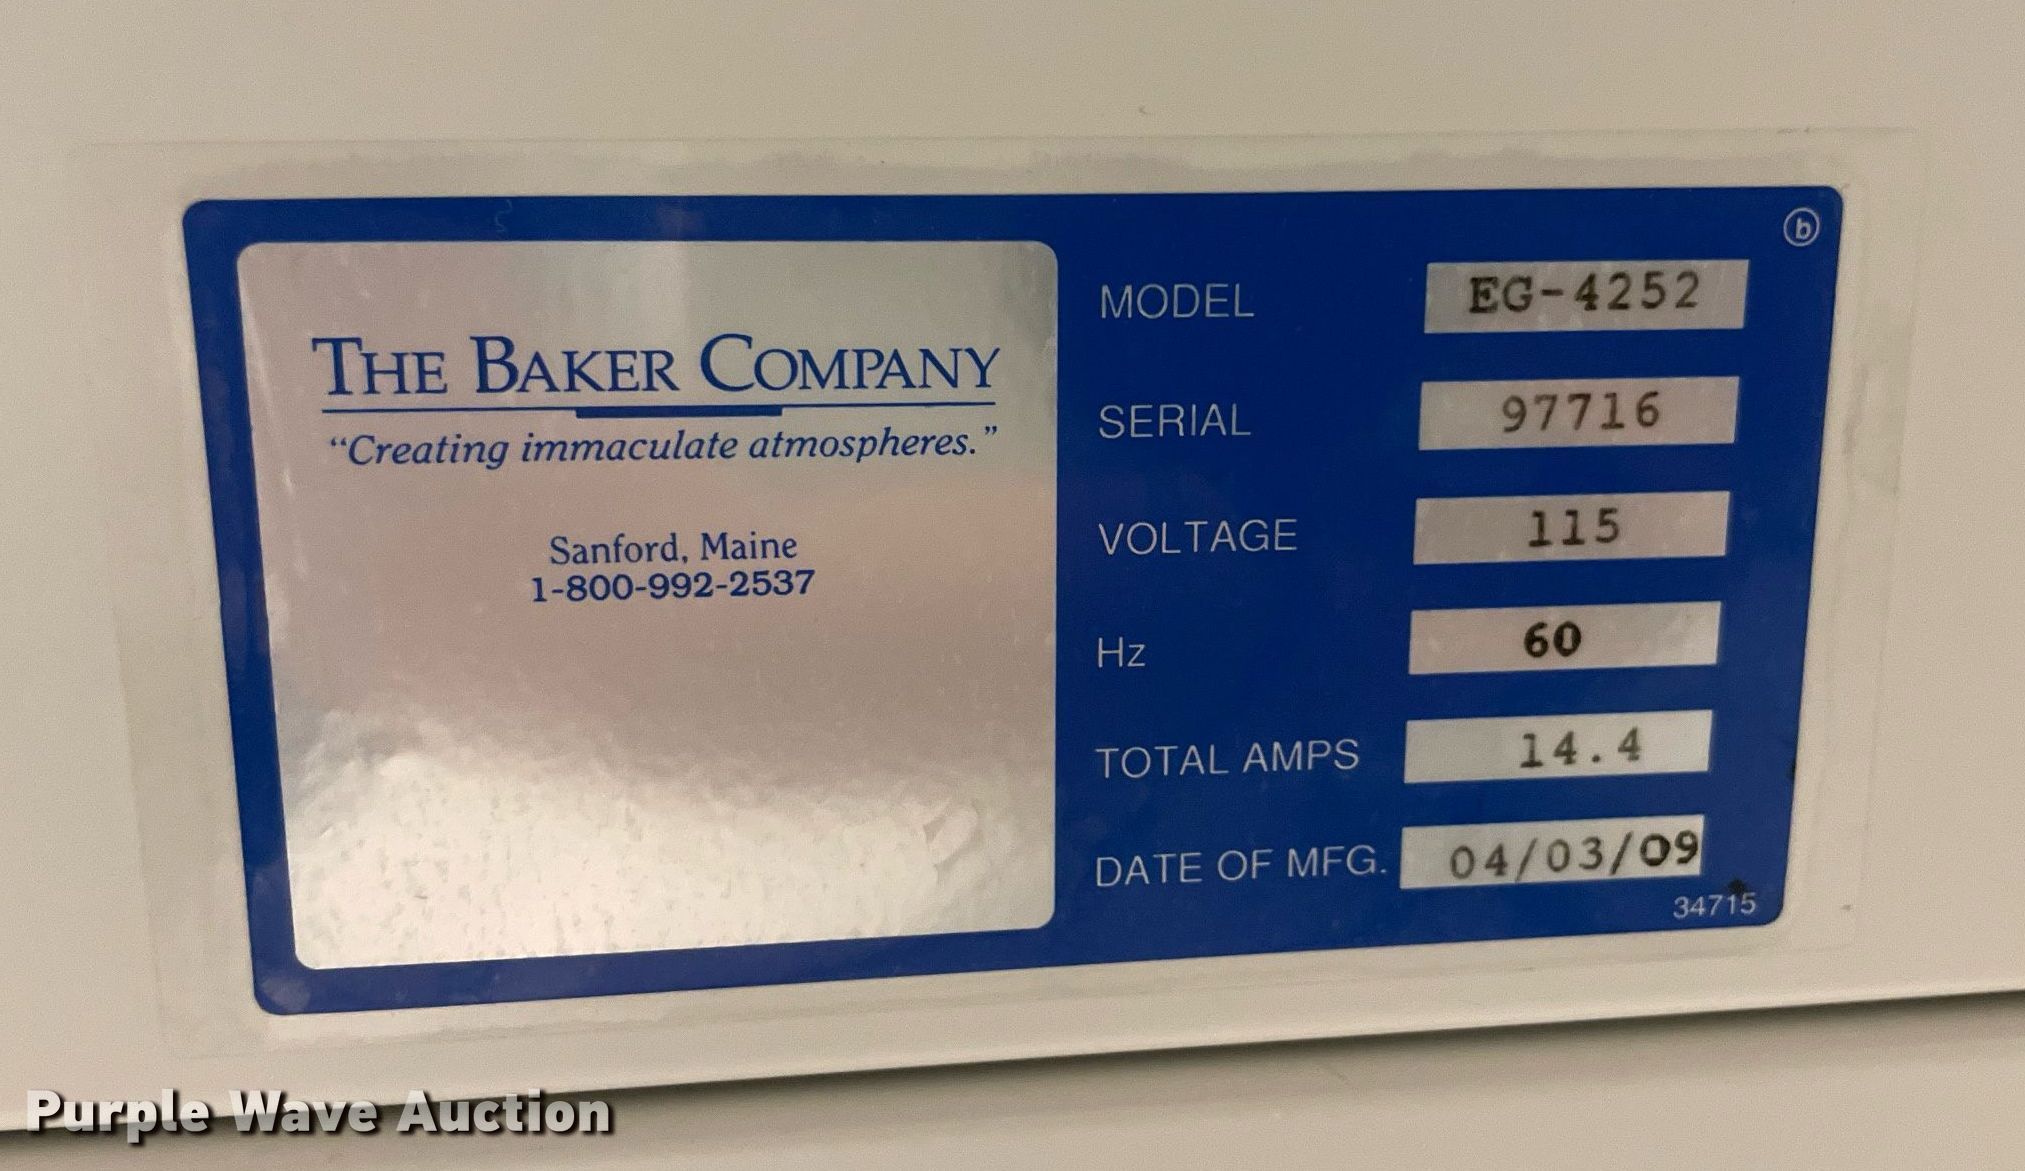 THE BAKER COMPANY
“Creating immaculate atmospheres.”
Sanford, Maine
1-800-992-2537
b
MODEL EG-4252
SERIAL 97716
VOLTAGE 115
Hz 60
TOTAL AMPS 14.4
DATE OF MFG. 04/03/09
34715
Purple Wave Auction